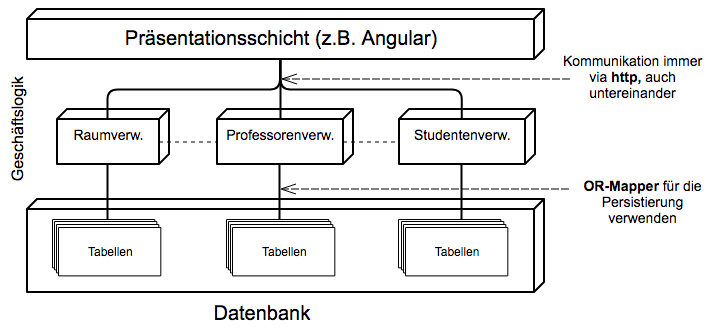 Präsentationsschicht (z.B. Angular)
Kommunikation immer
via http, auch
untereinander
Geschäftslogik
Raumverw.
Professorenverw.
Studentenverw.
OR-Mapper für die
Persistierung
verwenden
Tabellen
Tabellen
Tabellen
Datenbank